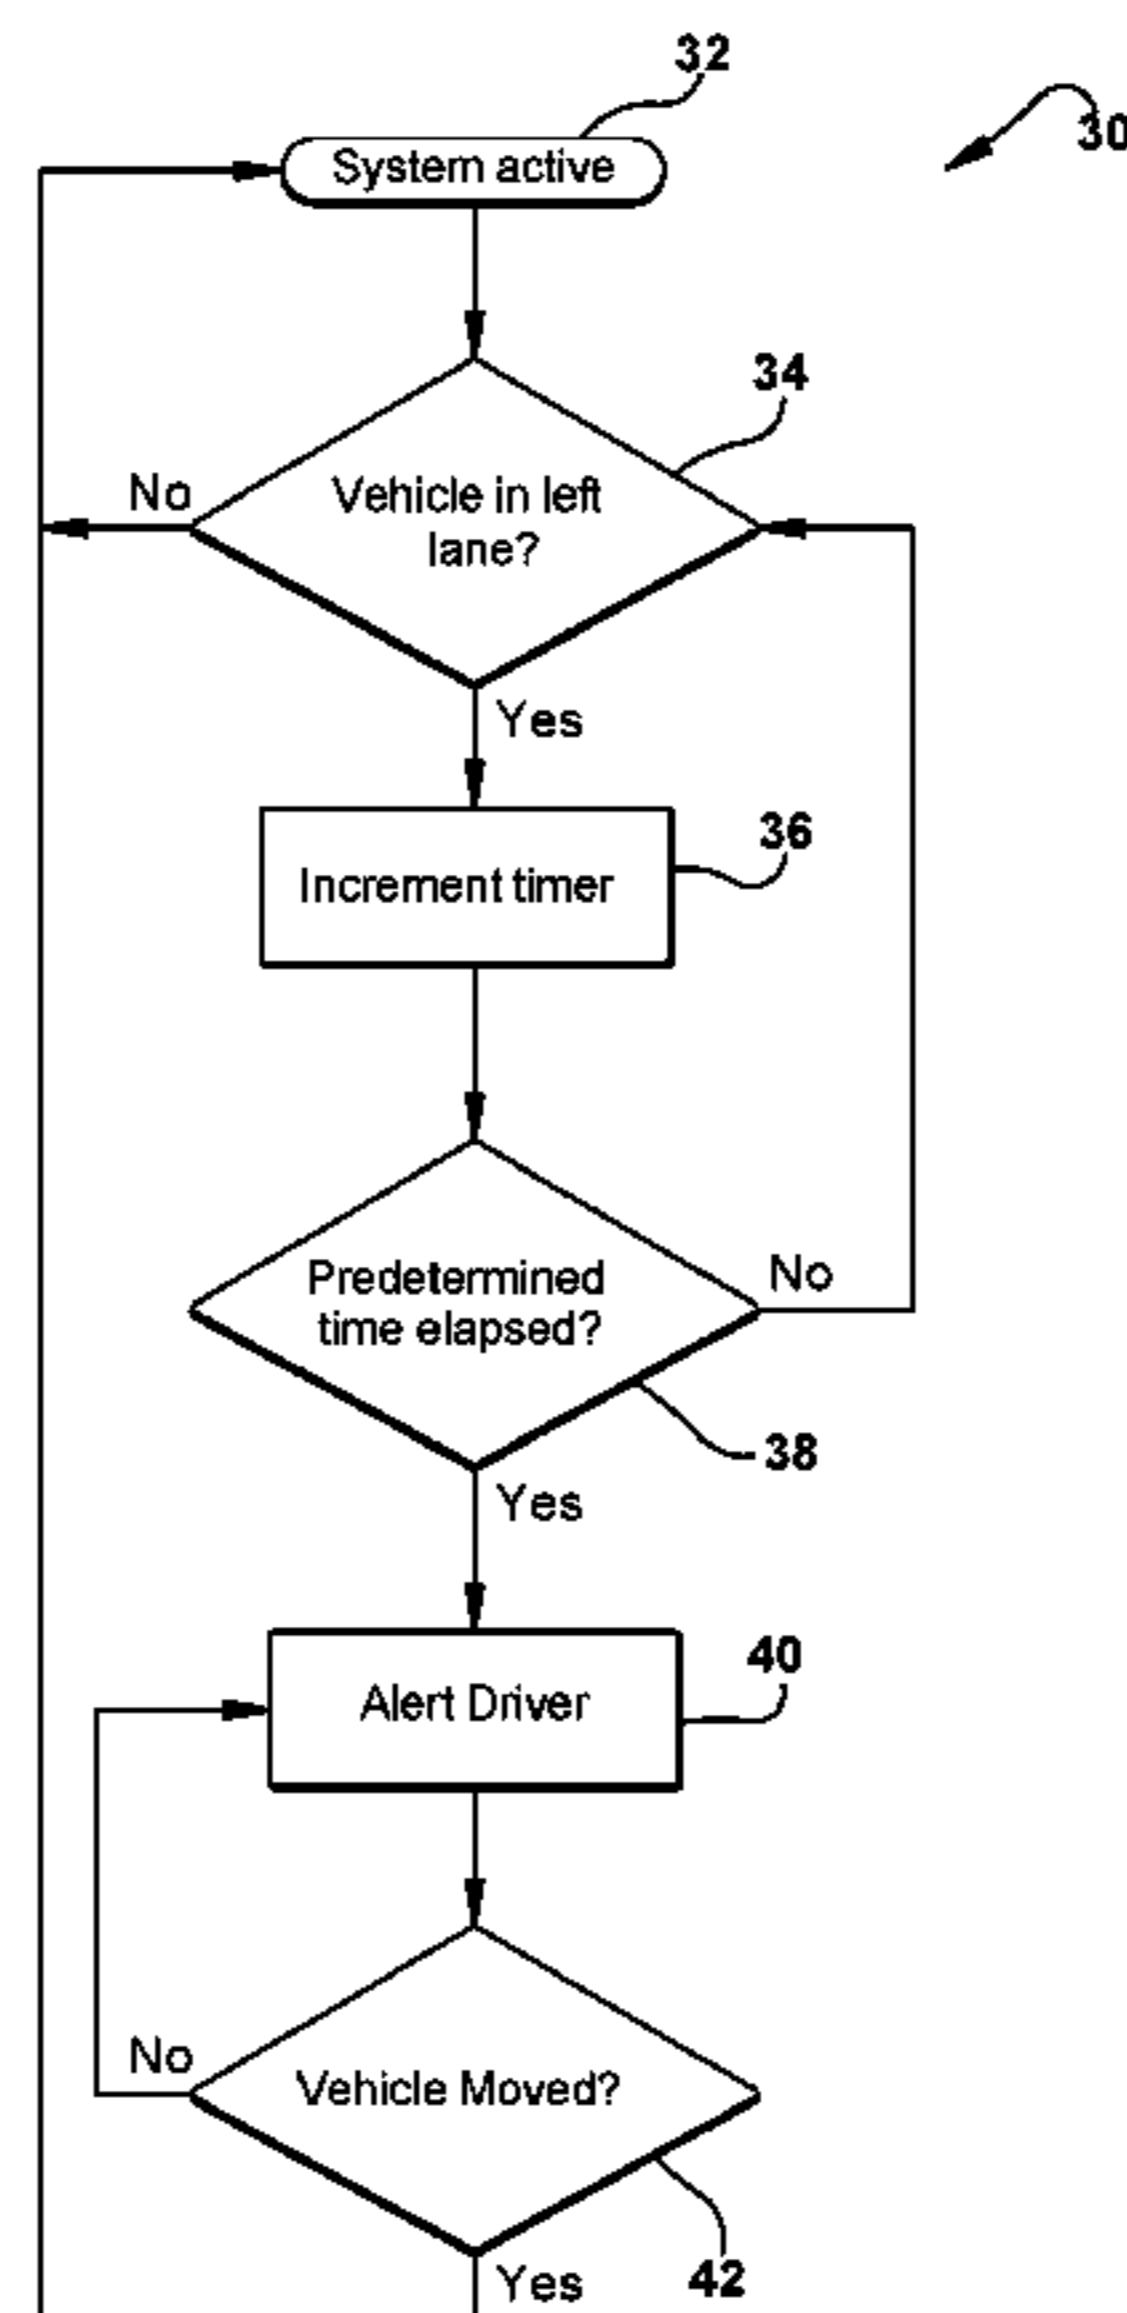 32
30
System active
34
No
Vehicle in left
lane?
Yes
36
Increment timer
Predetermined
time elapsed?
No
38
Yes
40
Alert Driver
No
Vehicle Moved?
42
Yes